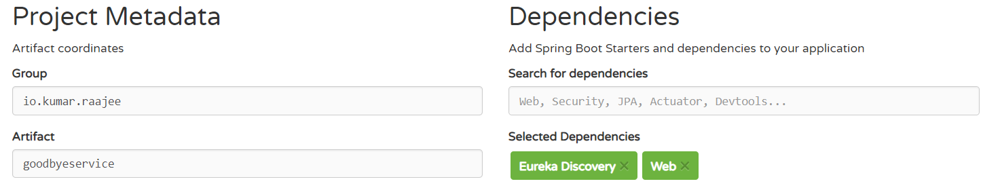 Project Metadata
Artifact coordinates
Group
io.kumar.raajee
Artifact
goodbyeservice
Dependencies
Add Spring Boot Starters and dependencies to your application
Search for dependencies
Web, Security, JPA, Actuator, Devtools...
Selected Dependencies
Eureka Discovery × Web ×